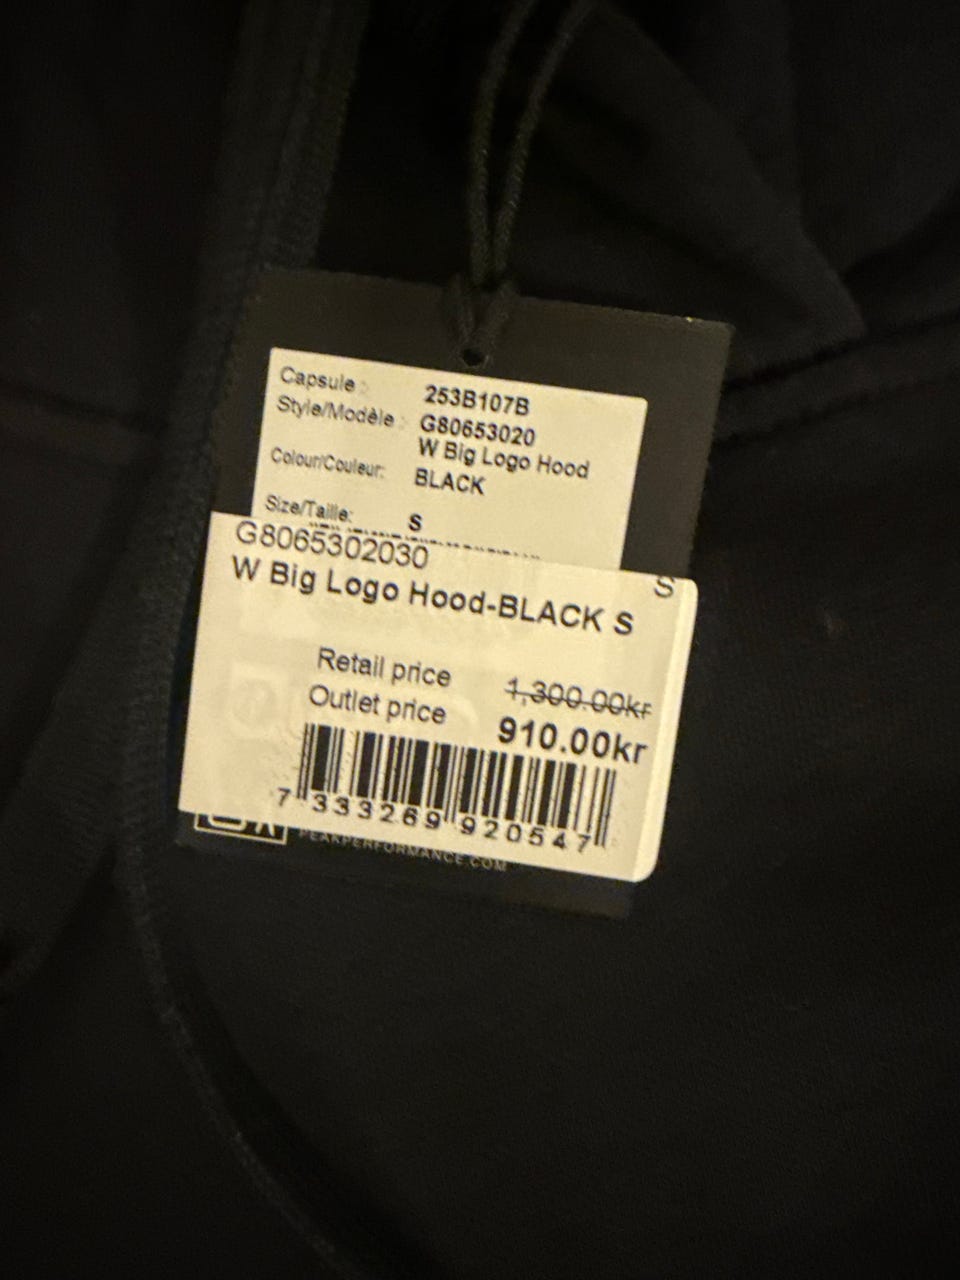 Capsule : 253B107B
Style/Modèle : G80653020
W Big Logo Hood
Colour/Couleur: BLACK
Size/Taille: S
G8065302030 S
W Big Logo Hood-BLACK S
Retail price 1,300.00kr
Outlet price 910.00kr
7 333269 920547
PEAKPERFORMANCE.COM